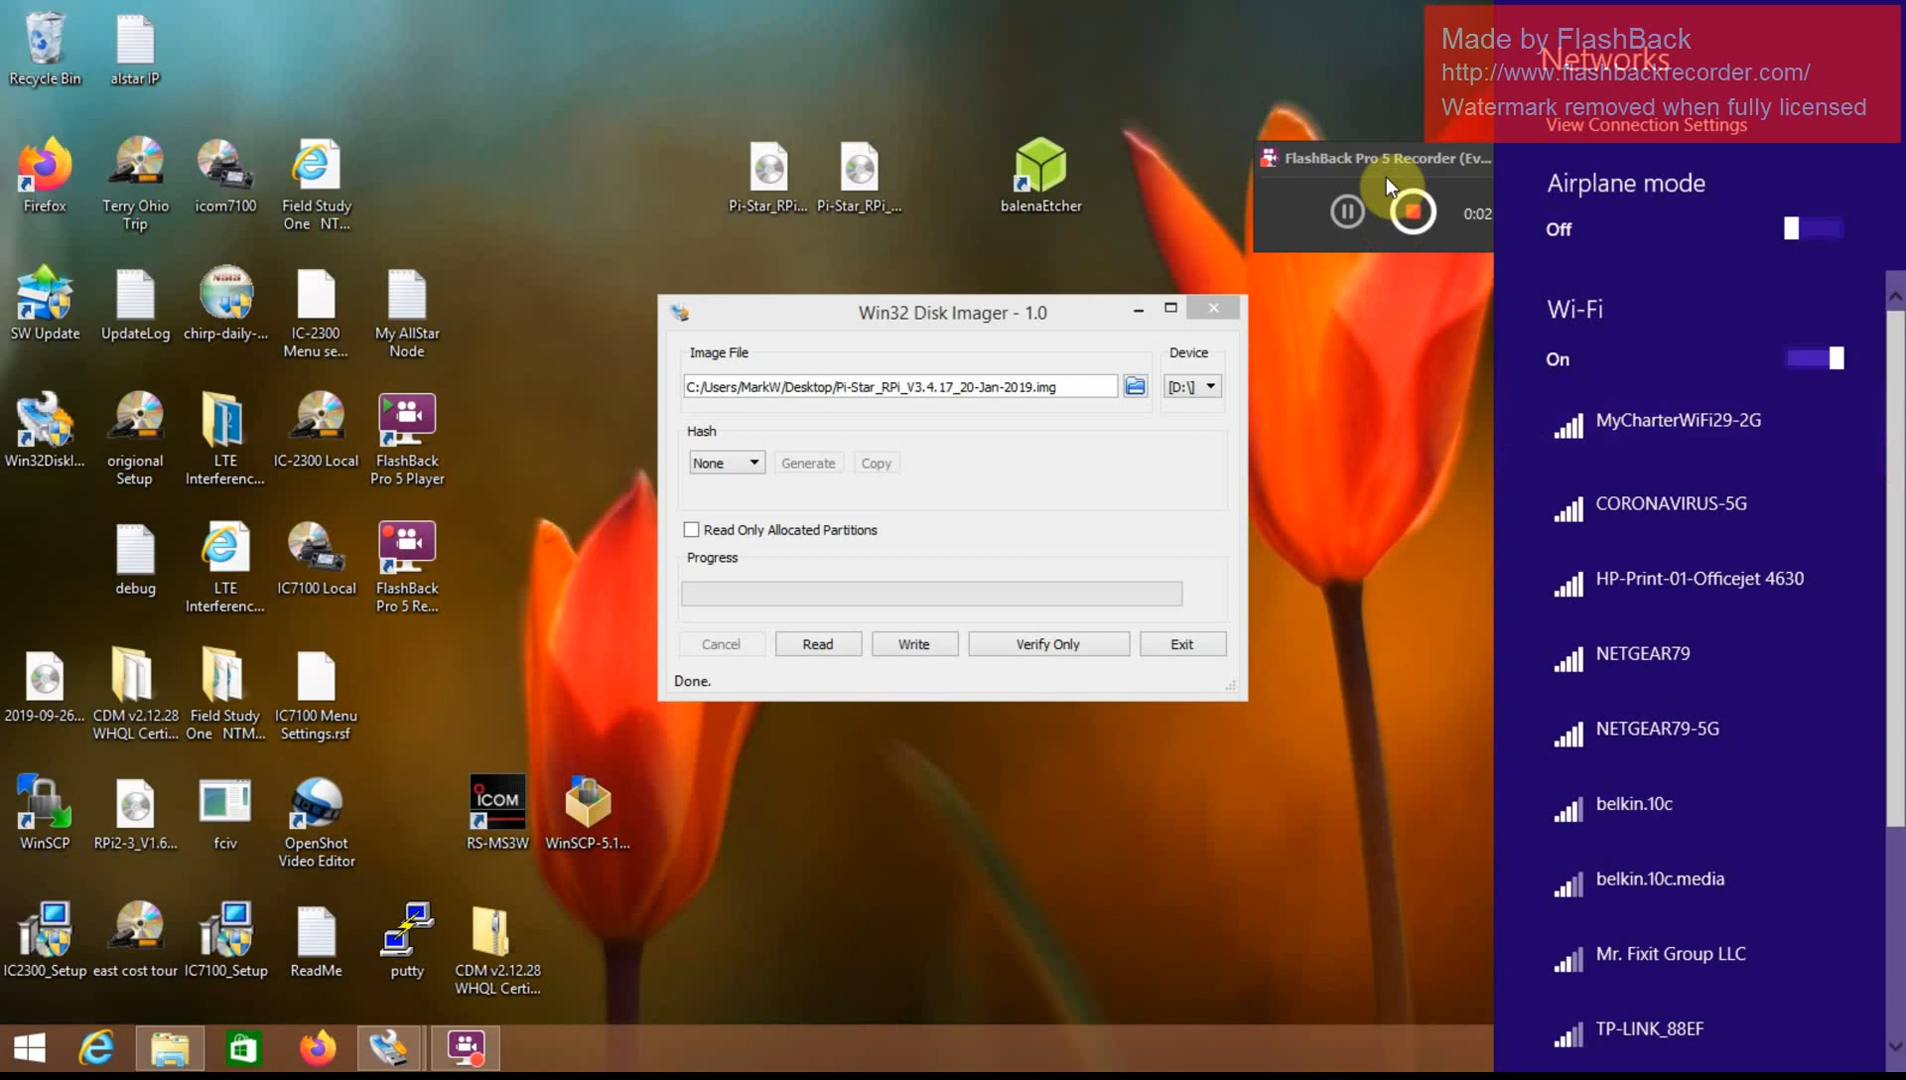 Recycle Bin
alstar IP
Firefox
Terry Ohio
Trip
icom7100
Field Study
One NT...
SW Update
UpdateLog
chirp-daily-...
IC-2300
Menu se...
My AllStar
Node
Win32DiskI...
origional
Setup
LTE
Interferenc...
IC-2300 Local
FlashBack
Pro 5 Player
debug
LTE
Interferenc...
IC7100 Local
FlashBack
Pro 5 Re...
2019-09-26...
CDM v2.12.28
WHQL Certi...
Field Study
One NTM...
IC7100 Menu
Settings.rsf
WinSCP
RPi2-3_V1.6...
fciv
OpenShot
Video Editor
ICOM
RS-MS3W
WinSCP-5.1...
IC2300_Setup
east cost tour
IC7100_Setup
ReadMe
putty
CDM v2.12.28
WHQL Certi...
Pi-Star_RPi...
Pi-Star_RPi_...
balenaEtcher
FlashBack Pro 5 Recorder (Ev...
0:02
Win32 Disk Imager - 1.0
Image File
Device
C:/Users/MarkW/Desktop/Pi-Star_RPi_V3.4.17_20-Jan-2019.img
[D:\]
Hash
None
Generate
Copy
Read Only Allocated Partitions
Progress
Cancel
Read
Write
Verify Only
Exit
Done.
Made by FlashBack
Networks
http://www.flashbackrecorder.com/
Watermark removed when fully licensed
View Connection Settings
Airplane mode
Off
Wi-Fi
On
MyCharterWiFi29-2G
CORONAVIRUS-5G
HP-Print-01-Officejet 4630
NETGEAR79
NETGEAR79-5G
belkin.10c
belkin.10c.media
Mr. Fixit Group LLC
TP-LINK_88EF